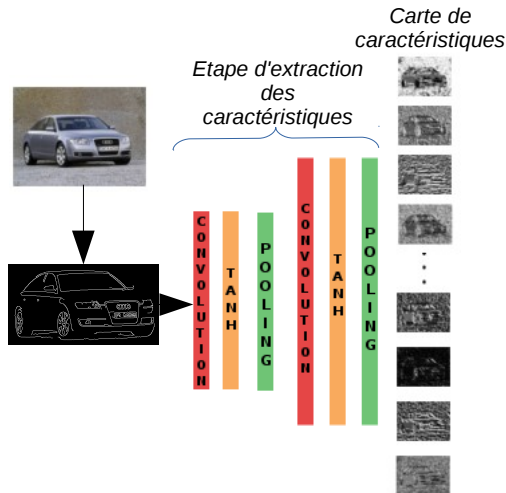 Carte de
caractéristiques
Etape d'extraction
des
caractéristiques
CONVOLUTION
TANH
POOLING
CONVOLUTION
TANH
POOLING